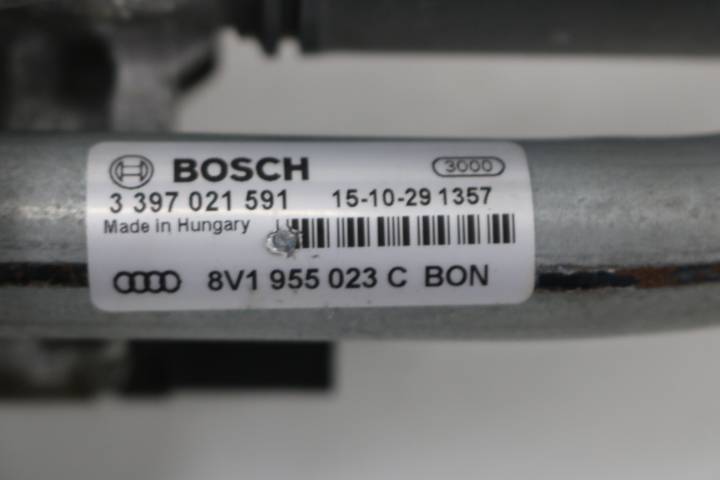 BOSCH 3000
3 397 021 591 15-10-29 1357
Made in Hungary
8V1 955 023 C BON